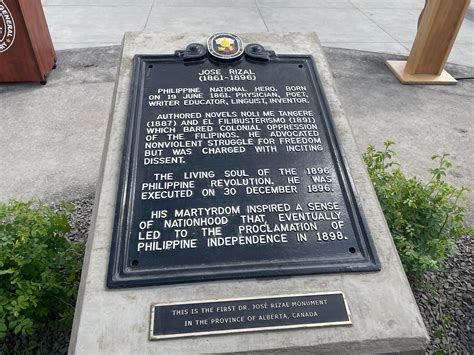 JOSE RIZAL
(1861-1896)
PHILIPPINE NATIONAL HERO. BORN
ON 19 JUNE 1861. PHYSICIAN, POET,
WRITER EDUCATOR, LINGUIST, INVENTOR.
AUTHORED NOVELS NOLI ME TANGERE
(1887) AND EL FILIBUSTERISMO (1891)
WHICH BARED COLONIAL OPPRESSION
OF THE FILIPINOS. HE ADVOCATED
NONVIOLENT STRUGGLE FOR FREEDOM
BUT WAS CHARGED WITH INCITING
DISSENT.
THE LIVING SOUL OF THE 1896
PHILIPPINE REVOLUTION. HE WAS
EXECUTED ON 30 DECEMBER 1896.
HIS MARTYRDOM INSPIRED A SENSE
OF NATIONHOOD THAT EVENTUALLY
LED TO THE PROCLAMATION OF
PHILIPPINE INDEPENDENCE IN 1898.
THIS IS THE FIRST DR. JOSÉ RIZAL MONUMENT
IN THE PROVINCE OF ALBERTA, CANADA